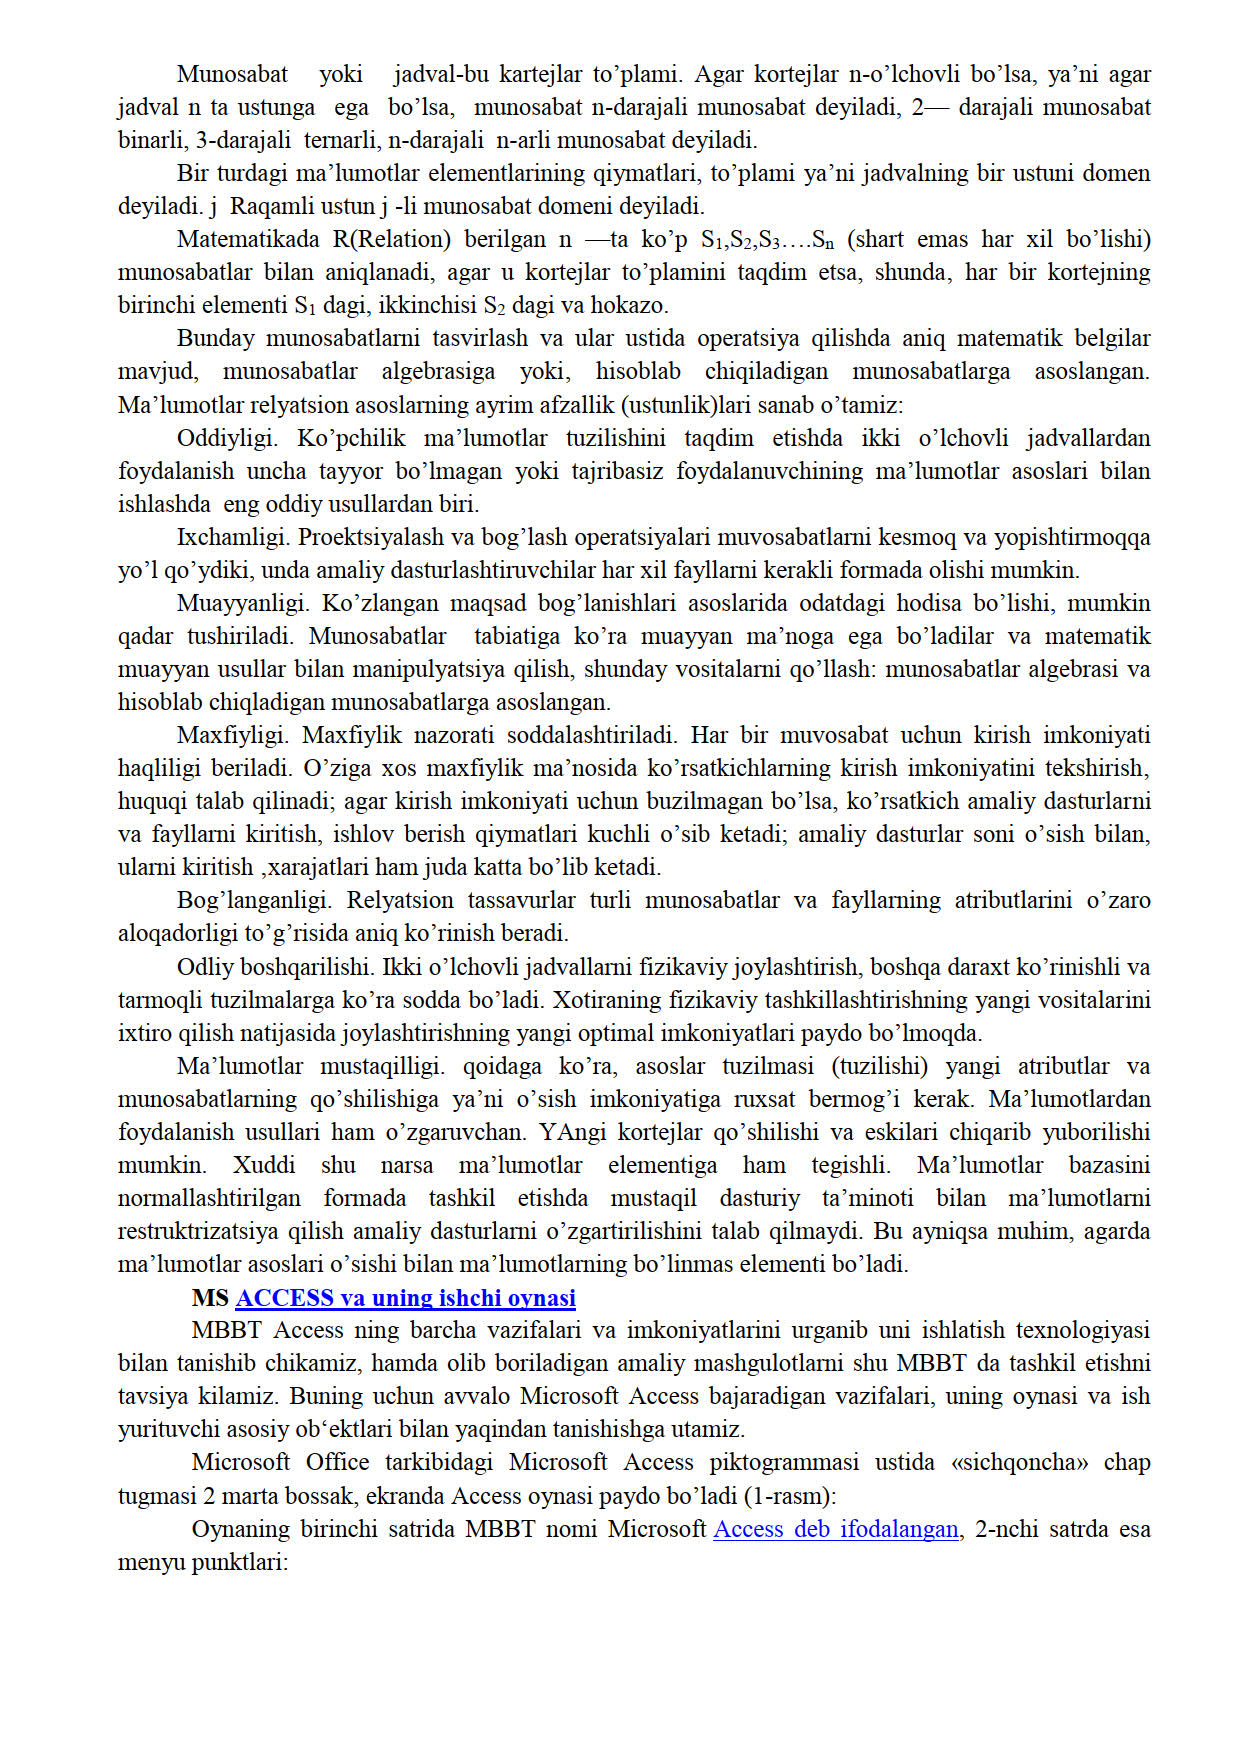 Munosabat yoki jadval-bu kartejlar to’plami. Agar kortejlar n-o’lchovli bo’lsa, ya’ni agar
jadval n ta ustunga ega bo’lsa, munosabat n-darajali munosabat deyiladi, 2— darajali munosabat
binarli, 3-darajali ternarli, n-darajali n-arli munosabat deyiladi.
Bir turdagi ma’lumotlar elementlarining qiymatlari, to’plami ya’ni jadvalning bir ustuni domen
deyiladi. j Raqamli ustun j -li munosabat domeni deyiladi.
Matematikada R(Relation) berilgan n —ta ko’p S1,S2,S3….Sn (shart emas har xil bo’lishi)
munosabatlar bilan aniqlanadi, agar u kortejlar to’plamini taqdim etsa, shunda, har bir kortejning
birinchi elementi S1 dagi, ikkinchisi S2 dagi va hokazo.
Bunday munosabatlarni tasvirlash va ular ustida operatsiya qilishda aniq matematik belgilar
mavjud, munosabatlar algebrasiga yoki, hisoblab chiqiladigan munosabatlarga asoslangan.
Ma’lumotlar relyatsion asoslarning ayrim afzallik (ustunlik)lari sanab o’tamiz:
Oddiyligi. Ko’pchilik ma’lumotlar tuzilishini taqdim etishda ikki o’lchovli jadvallardan
foydalanish uncha tayyor bo’lmagan yoki tajribasiz foydalanuvchining ma’lumotlar asoslari bilan
ishlashda eng oddiy usullardan biri.
Ixchamligi. Proektsiyalash va bog’lash operatsiyalari muvosabatlarni kesmoq va yopishtirmoqqa
yo’l qo’ydiki, unda amaliy dasturlashtiruvchilar har xil fayllarni kerakli formada olishi mumkin.
Muayyanligi. Ko’zlangan maqsad bog’lanishlari asoslarida odatdagi hodisa bo’lishi, mumkin
qadar tushiriladi. Munosabatlar tabiatiga ko’ra muayyan ma’noga ega bo’ladilar va matematik
muayyan usullar bilan manipulyatsiya qilish, shunday vositalarni qo’llash: munosabatlar algebrasi va
hisoblab chiqladigan munosabatlarga asoslangan.
Maxfiyligi. Maxfiylik nazorati soddalashtiriladi. Har bir muvosabat uchun kirish imkoniyati
haqliligi beriladi. O’ziga xos maxfiylik ma’nosida ko’rsatkichlarning kirish imkoniyatini tekshirish,
huquqi talab qilinadi; agar kirish imkoniyati uchun buzilmagan bo’lsa, ko’rsatkich amaliy dasturlarni
va fayllarni kiritish, ishlov berish qiymatlari kuchli o’sib ketadi; amaliy dasturlar soni o’sish bilan,
ularni kiritish ,xarajatlari ham juda katta bo’lib ketadi.
Bog’langanligi. Relyatsion tassavurlar turli munosabatlar va fayllarning atributlarini o’zaro
aloqadorligi to’g’risida aniq ko’rinish beradi.
Odliy boshqarilishi. Ikki o’lchovli jadvallarni fizikaviy joylashtirish, boshqa daraxt ko’rinishli va
tarmoqli tuzilmalarga ko’ra sodda bo’ladi. Xotiraning fizikaviy tashkillashtirishning yangi vositalarini
ixtiro qilish natijasida joylashtirishning yangi optimal imkoniyatlari paydo bo’lmoqda.
Ma’lumotlar mustaqilligi. qoidaga ko’ra, asoslar tuzilmasi (tuzilishi) yangi atributlar va
munosabatlarning qo’shilishiga ya’ni o’sish imkoniyatiga ruxsat bermog’i kerak. Ma’lumotlardan
foydalanish usullari ham o’zgaruvchan. YAngi kortejlar qo’shilishi va eskilari chiqarib yuborilishi
mumkin. Xuddi shu narsa ma’lumotlar elementiga ham tegishli. Ma’lumotlar bazasini
normallashtirilgan formada tashkil etishda mustaqil dasturiy ta’minoti bilan ma’lumotlarni
restruktrizatsiya qilish amaliy dasturlarni o’zgartirilishini talab qilmaydi. Bu ayniqsa muhim, agarda
ma’lumotlar asoslari o’sishi bilan ma’lumotlarning bo’linmas elementi bo’ladi.
MS ACCESS va uning ishchi oynasi
MBBT Access ning barcha vazifalari va imkoniyatlarini urganib uni ishlatish texnologiyasi
bilan tanishib chikamiz, hamda olib boriladigan amaliy mashgulotlarni shu MBBT da tashkil etishni
tavsiya kilamiz. Buning uchun avvalo Microsoft Access bajaradigan vazifalari, uning oynasi va ish
yurituvchi asosiy ob‘ektlari bilan yaqindan tanishishga utamiz.
Microsoft Office tarkibidagi Microsoft Access piktogrammasi ustida «sichqoncha» chap
tugmasi 2 marta bossak, ekranda Access oynasi paydo bo’ladi (1-rasm):
Oynaning birinchi satrida MBBT nomi Microsoft Access deb ifodalangan, 2-nchi satrda esa
menyu punktlari: